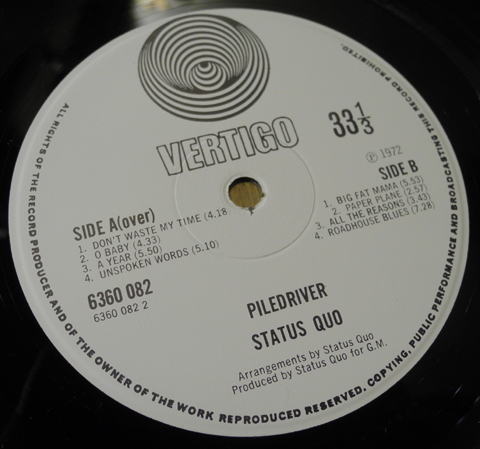 VERTIGO
33 1/3
Ⓟ 1972
SIDE A(over)
1. DON'T WASTE MY TIME (4.18
2. O BABY (4.33)
3. A YEAR (5.50)
4. UNSPOKEN WORDS (5.10)
6360 082
6360 082 2
SIDE B
1. BIG FAT MAMA (5.53)
2. PAPER PLANE (2.57)
3. ALL THE REASONS (3.43)
4. ROADHOUSE BLUES (7.28)
PILEDRIVER
STATUS QUO
Arrangements by Status Quo
Produced by Status Quo for G.M.
ALL RIGHTS OF THE RECORD PRODUCER AND OF THE OWNER OF THE WORK REPRODUCED RESERVED. COPYING, PUBLIC PERFORMANCE AND BROADCASTING THIS RECORD PROHIBITED.